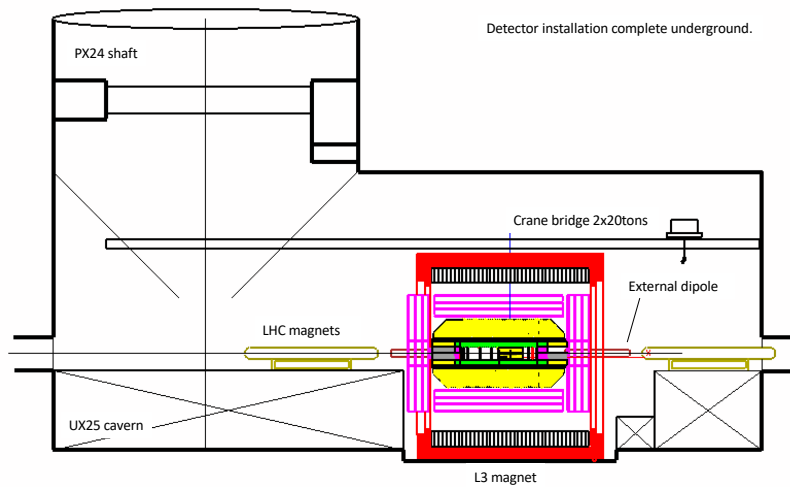 Detector installation complete underground.
PX24 shaft
Crane bridge 2x20tons
External dipole
LHC magnets
UX25 cavern
L3 magnet